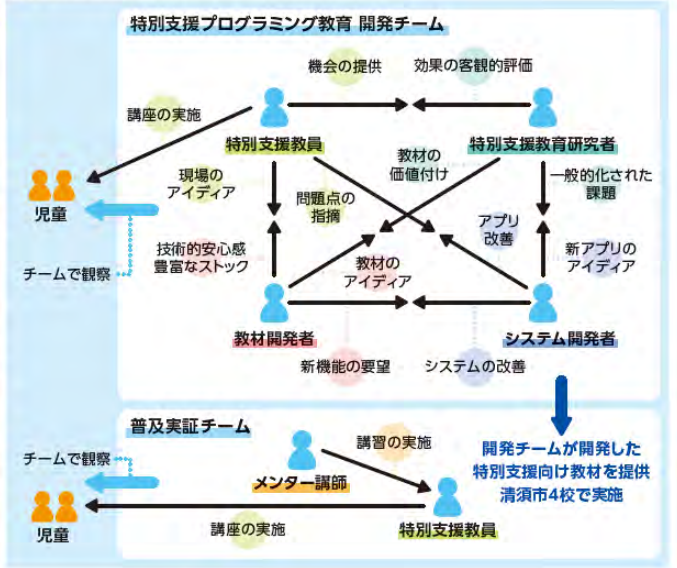 特別支援プログラミング教育 開発チーム
機会の提供
効果の客観的評価
講座の実施
特別支援教員
特別支援教育研究者
現場の
アイディア
教材の
価値付け
一般的化された
課題
問題点の
指摘
児童
アプリ
改善
技術的安心感
豊富なストック
新アプリの
アイディア
教材の
アイディア
チームで観察
教材開発者
システム開発者
新機能の要望
システムの改善
普及実証チーム
講習の実施
開発チームが開発した
特別支援向け教材を提供
清須市4校で実施
チームで観察
メンター講師
児童
講座の実施
特別支援教員